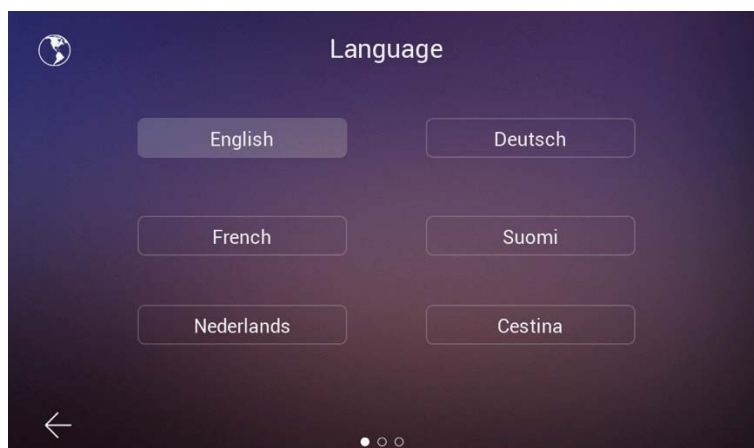 Language
English
Deutsch
French
Suomi
Nederlands
Cestina